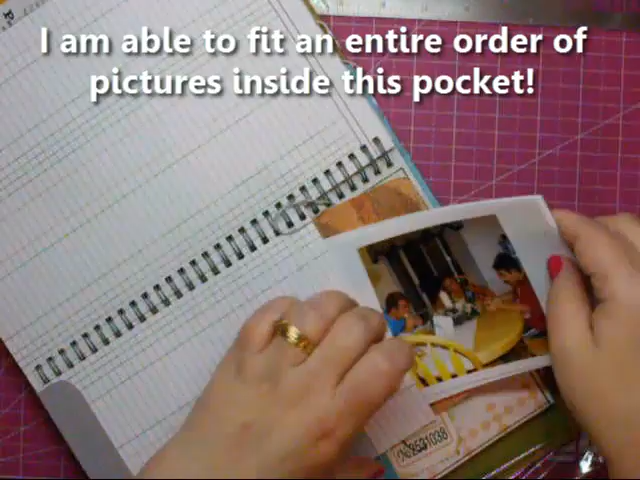 I am able to fit an entire order of
pictures inside this pocket!